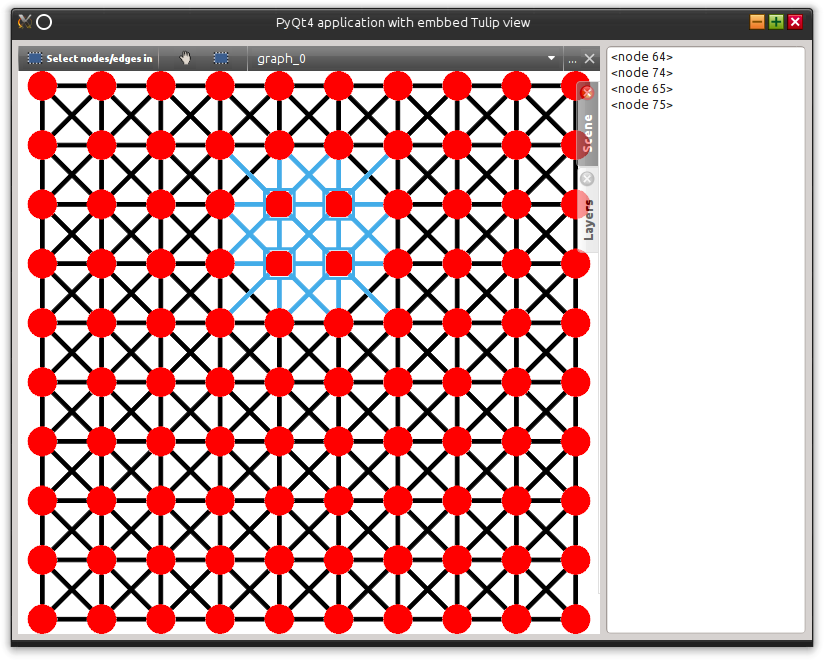 PyQt4 application with embbed Tulip view
Select nodes/edges in
graph_0
...
<node 64>
<node 74>
<node 65>
<node 75>
Scene
Layers